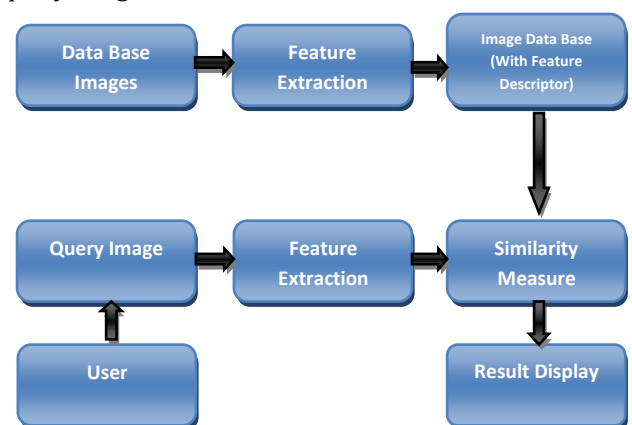 Data Base
Images
Feature
Extraction
Image Data Base
(With Feature
Descriptor)
Query Image
Feature
Extraction
Similarity
Measure
User
Result Display